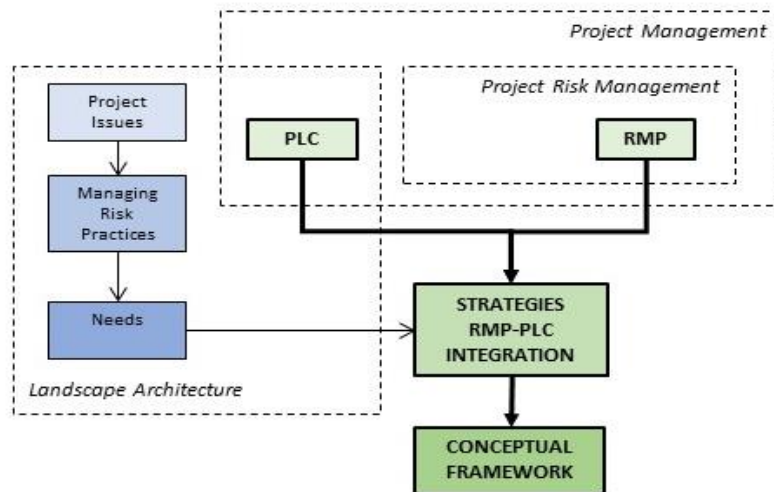 Project Management
Project Risk Management
Project
Issues
PLC
RMP
Managing
Risk
Practices
Needs
STRATEGIES
RMP-PLC
INTEGRATION
Landscape Architecture
CONCEPTUAL
FRAMEWORK